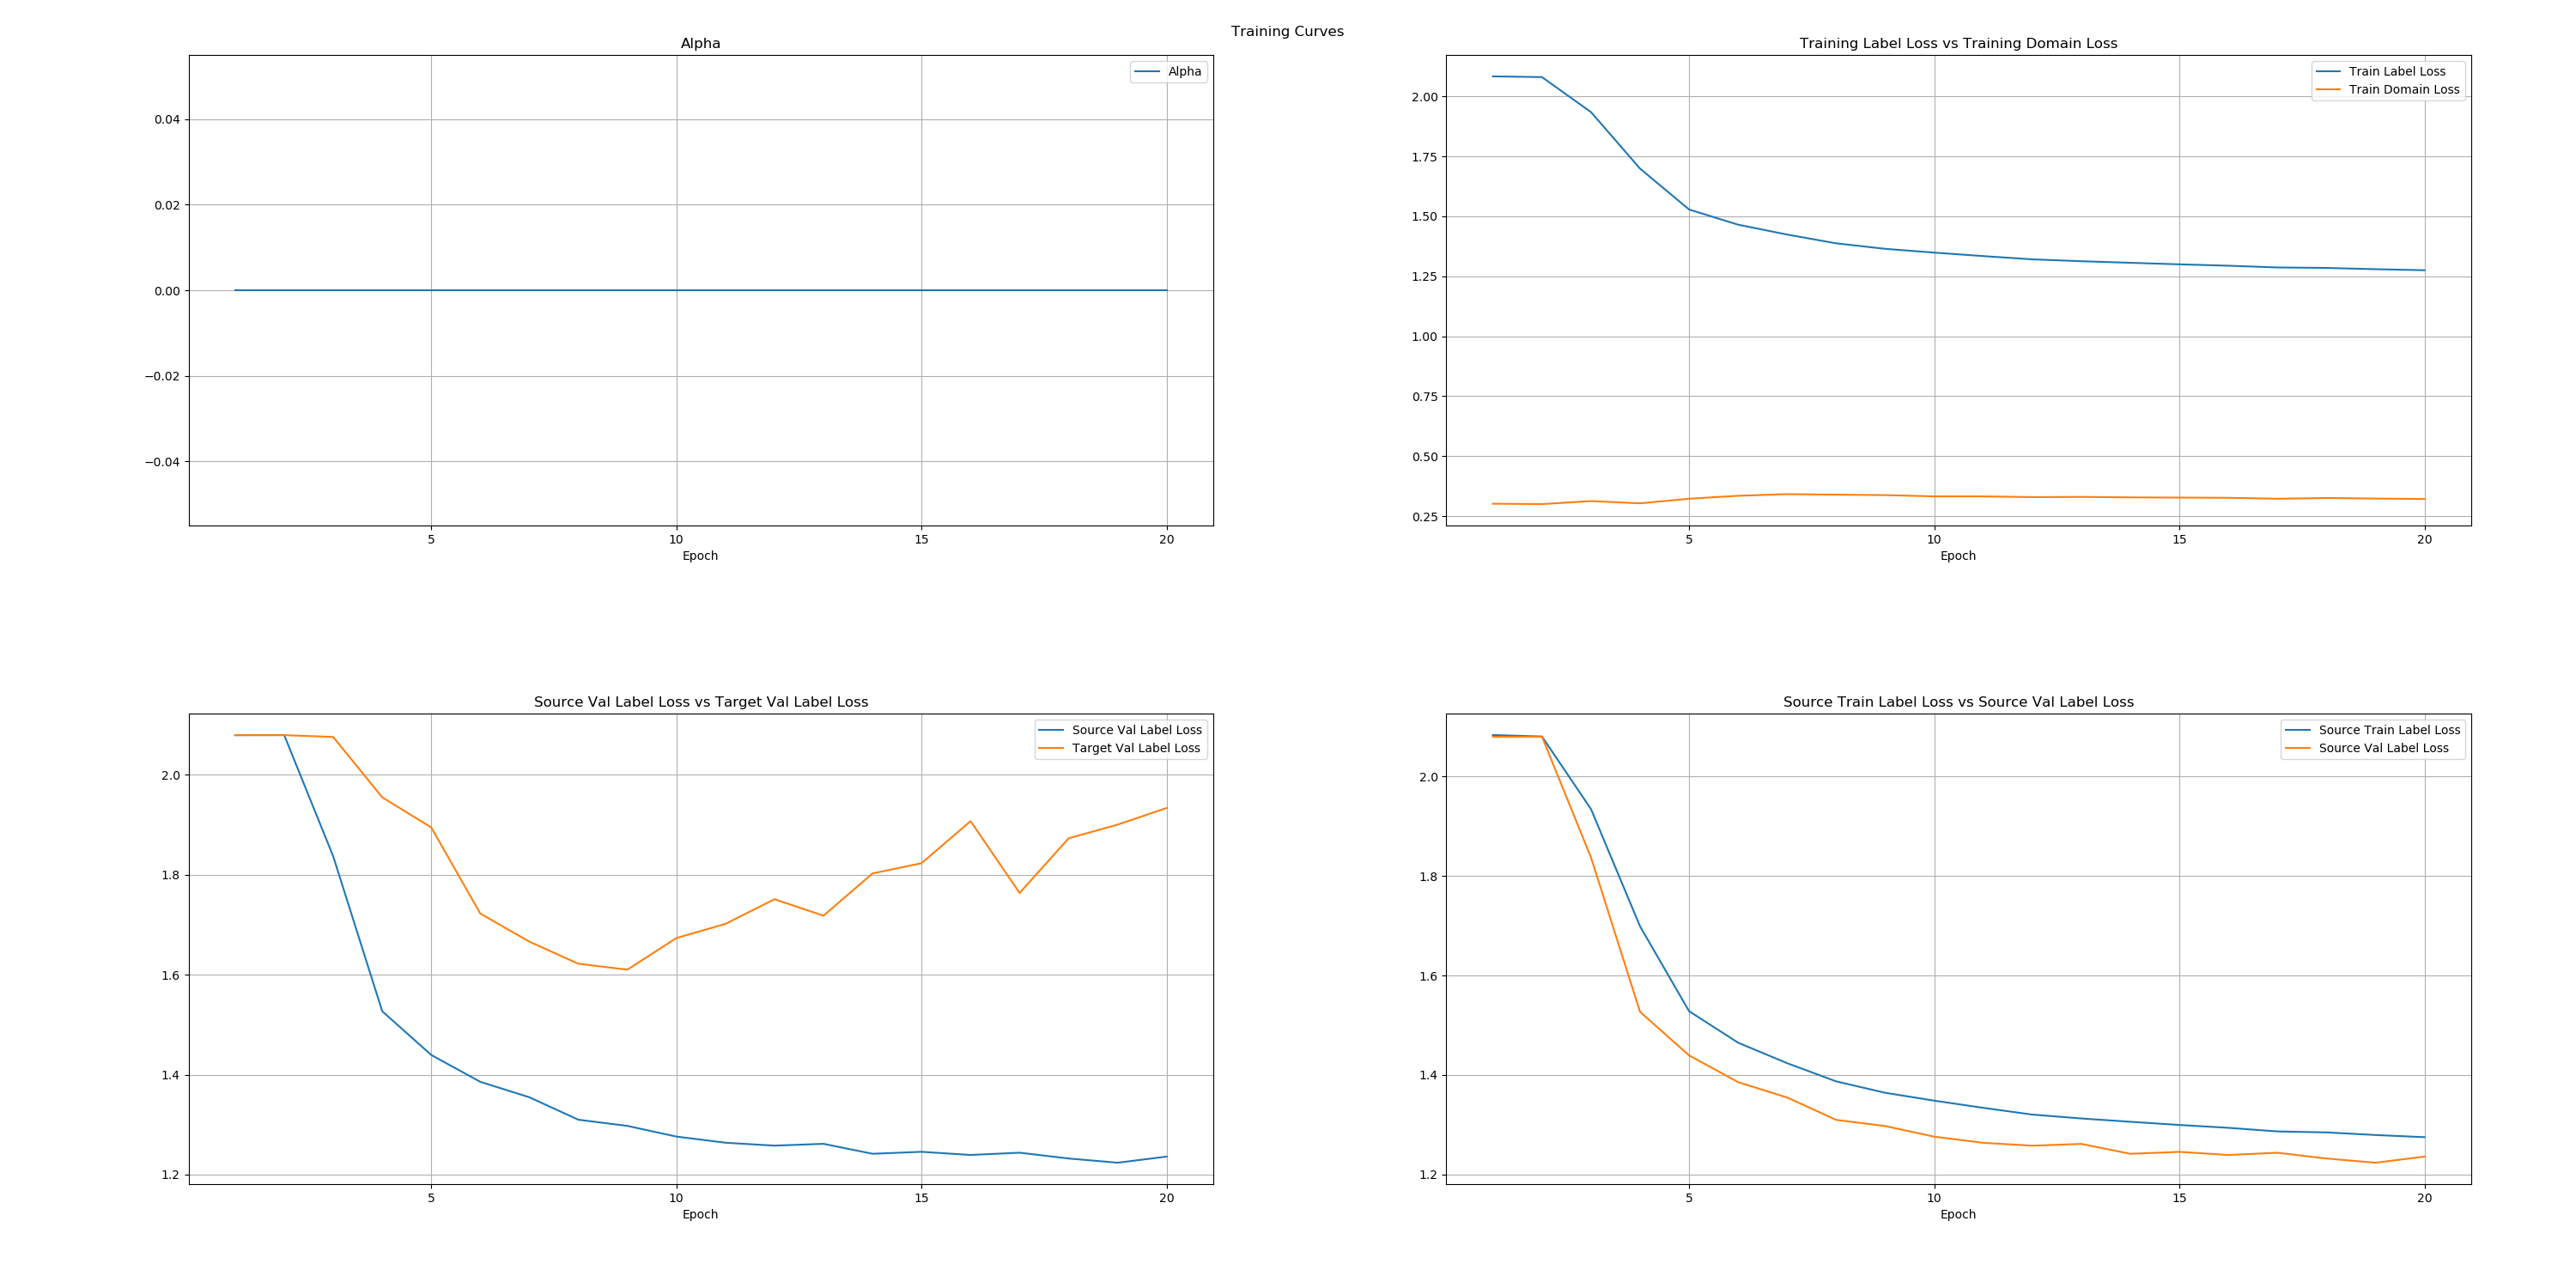 Training Curves
Alpha
Alpha
0.04
0.02
0.00
−0.02
−0.04
5 10 15 20
Epoch
Training Label Loss vs Training Domain Loss
Train Label Loss
Train Domain Loss
2.00
1.75
1.50
1.25
1.00
0.75
0.50
0.25
5 10 15 20
Epoch
Source Val Label Loss vs Target Val Label Loss
Source Val Label Loss
Target Val Label Loss
2.0
1.8
1.6
1.4
1.2
5 10 15 20
Epoch
Source Train Label Loss vs Source Val Label Loss
Source Train Label Loss
Source Val Label Loss
2.0
1.8
1.6
1.4
1.2
5 10 15 20
Epoch